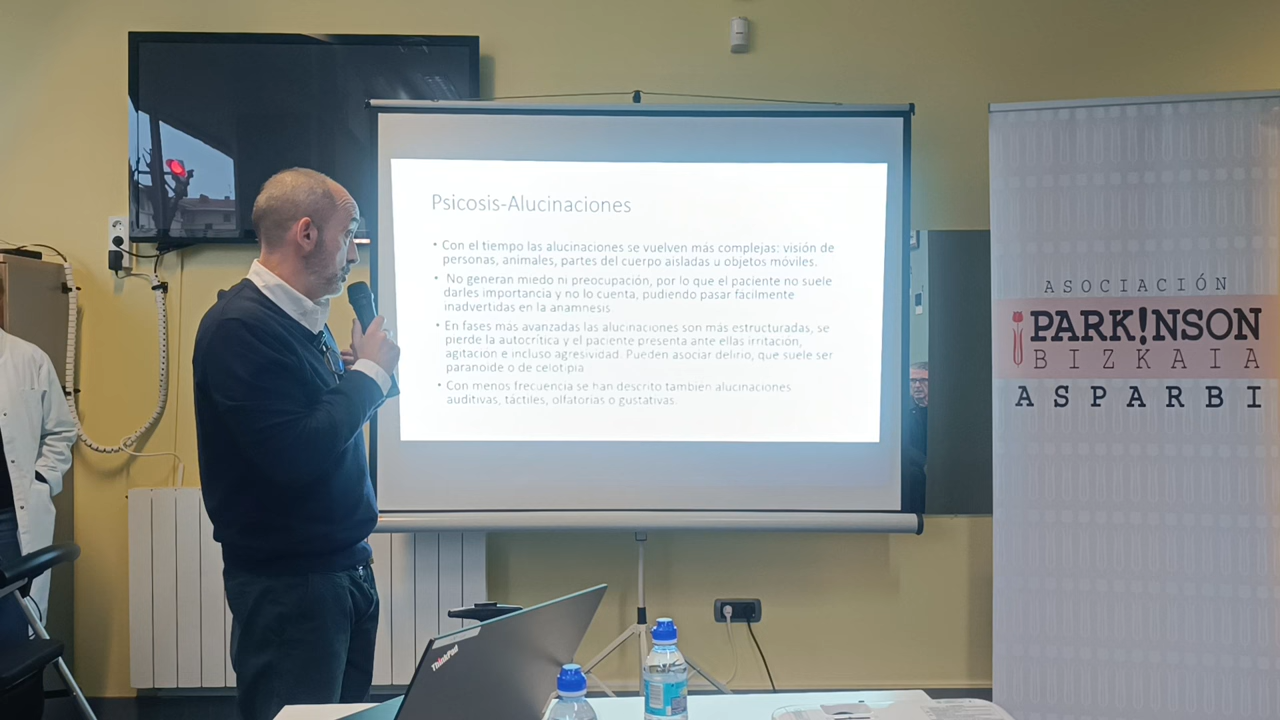 Psicosis-Alucinaciones
• Con el tiempo las alucinaciones se vuelven más complejas: visión de
personas, animales, partes del cuerpo aisladas u objetos móviles.
• No generan miedo ni preocupación, por lo que el paciente no suele
darles importancia y no lo cuenta, pudiendo pasar fácilmente
inadvertidas en la anamnesis.
• En fases más avanzadas las alucinaciones son más estructuradas, se
pierde la autocrítica y el paciente presenta ante ellas irritación,
agitación e incluso agresividad. Pueden asociar delirio, que suele ser
paranoide o de celotipia.
• Con menos frecuencia se han descrito también alucinaciones
auditivas, táctiles, olfatorias o gustativas.
ASOCIACIÓN
PARK!NSON
BIZKAIA
ASPARBI
ThinkPad